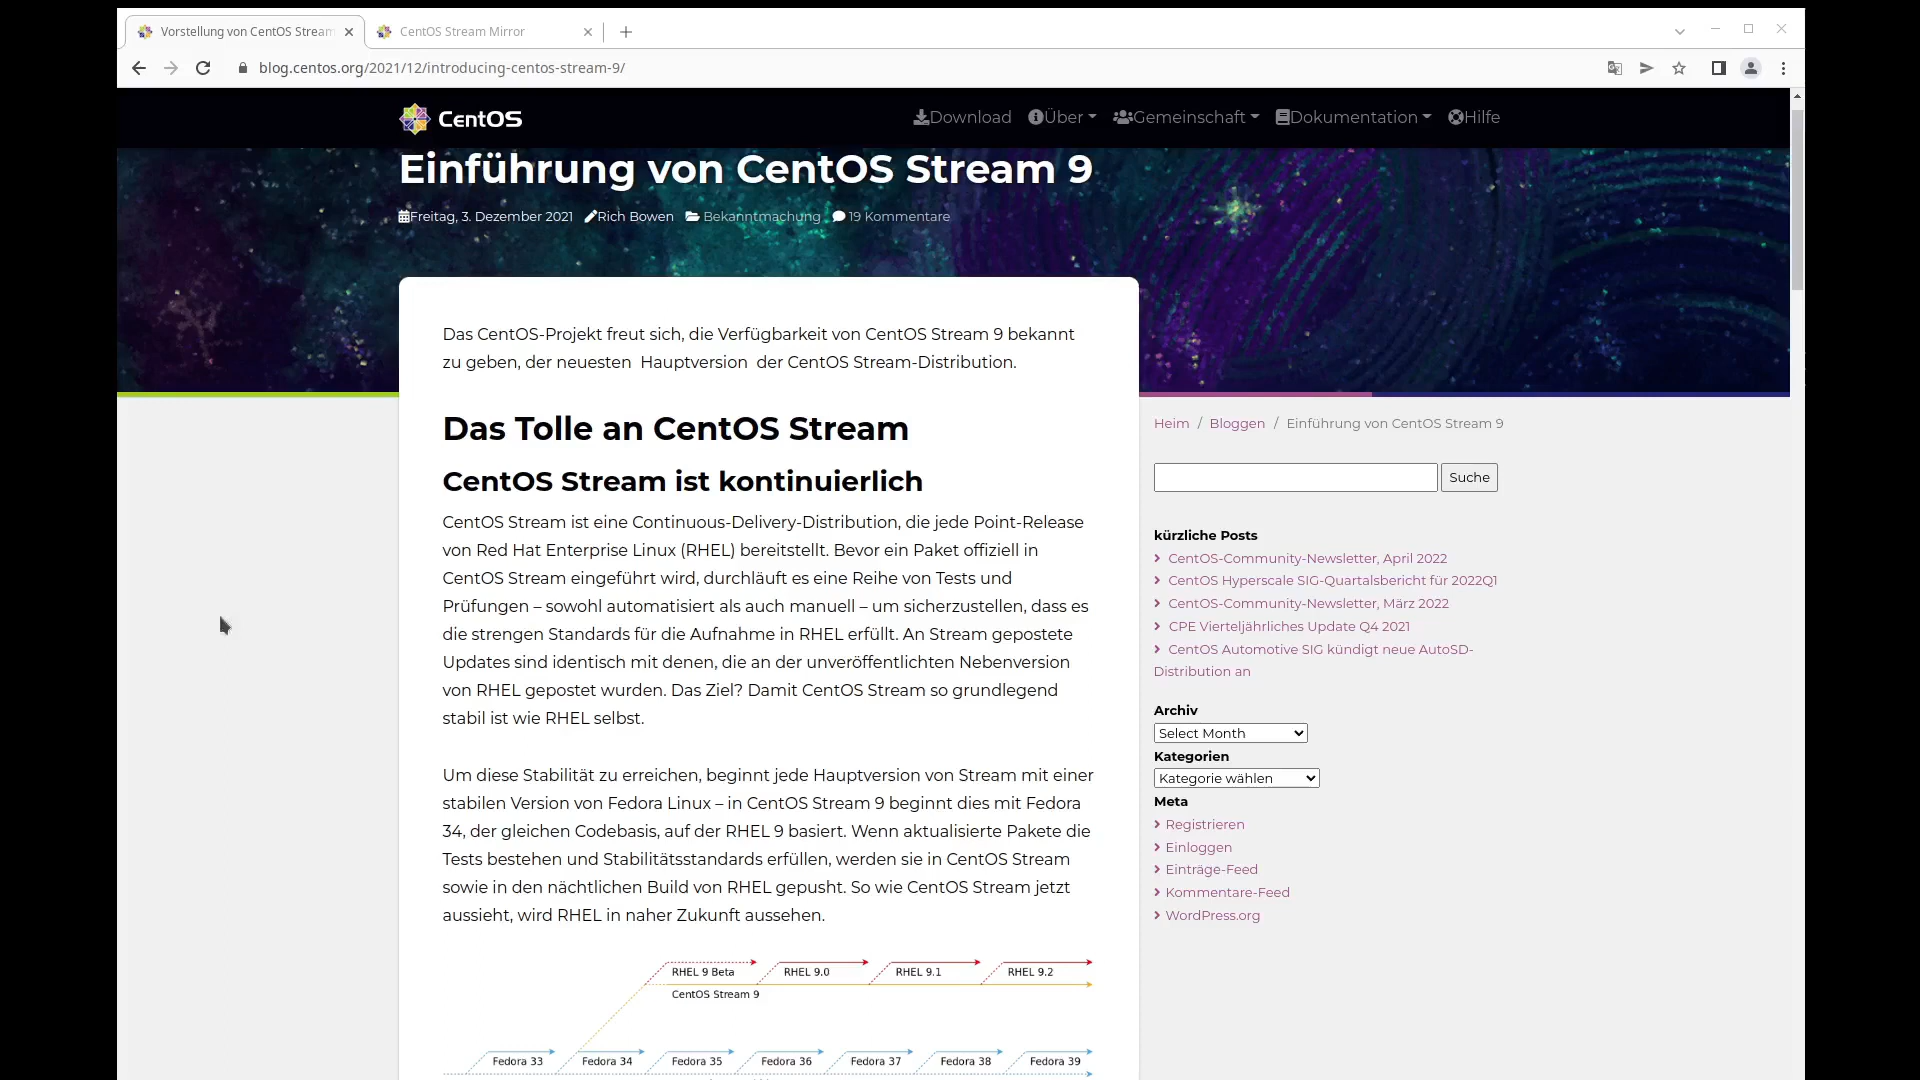 Vorstellung von CentOS Stream
CentOS Stream Mirror
blog.centos.org/2021/12/introducing-centos-stream-9/
CentOS
Download
Über
Gemeinschaft
Dokumentation
Hilfe
Einführung von CentOS Stream 9
Freitag, 3. Dezember 2021 Rich Bowen Bekanntmachung 19 Kommentare
Das CentOS-Projekt freut sich, die Verfügbarkeit von CentOS Stream 9 bekannt
zu geben, der neuesten Hauptversion der CentOS Stream-Distribution.
Das Tolle an CentOS Stream
CentOS Stream ist kontinuierlich
CentOS Stream ist eine Continuous-Delivery-Distribution, die jede Point-Release
von Red Hat Enterprise Linux (RHEL) bereitstellt. Bevor ein Paket offiziell in
CentOS Stream eingeführt wird, durchläuft es eine Reihe von Tests und
Prüfungen – sowohl automatisiert als auch manuell – um sicherzustellen, dass es
die strengen Standards für die Aufnahme in RHEL erfüllt. An Stream gepostete
Updates sind identisch mit denen, die an der unveröffentlichten Nebenversion
von RHEL gepostet wurden. Das Ziel? Damit CentOS Stream so grundlegend
stabil ist wie RHEL selbst.
Um diese Stabilität zu erreichen, beginnt jede Hauptversion von Stream mit einer
stabilen Version von Fedora Linux – in CentOS Stream 9 beginnt dies mit Fedora
34, der gleichen Codebasis, auf der RHEL 9 basiert. Wenn aktualisierte Pakete die
Tests bestehen und Stabilitätsstandards erfüllen, werden sie in CentOS Stream
sowie in den nächtlichen Build von RHEL gepusht. So wie CentOS Stream jetzt
aussieht, wird RHEL in naher Zukunft aussehen.
RHEL 9 Beta RHEL 9.0 RHEL 9.1 RHEL 9.2
CentOS Stream 9
Fedora 33 Fedora 34 Fedora 35 Fedora 36 Fedora 37 Fedora 38 Fedora 39
Heim / Bloggen / Einführung von CentOS Stream 9
Suche
kürzliche Posts
CentOS-Community-Newsletter, April 2022
CentOS Hyperscale SIG-Quartalsbericht für 2022Q1
CentOS-Community-Newsletter, März 2022
CPE Vierteljährliches Update Q4 2021
CentOS Automotive SIG kündigt neue AutoSD-
Distribution an
Archiv
Select Month
Kategorien
Kategorie wählen
Meta
Registrieren
Einloggen
Einträge-Feed
Kommentare-Feed
WordPress.org